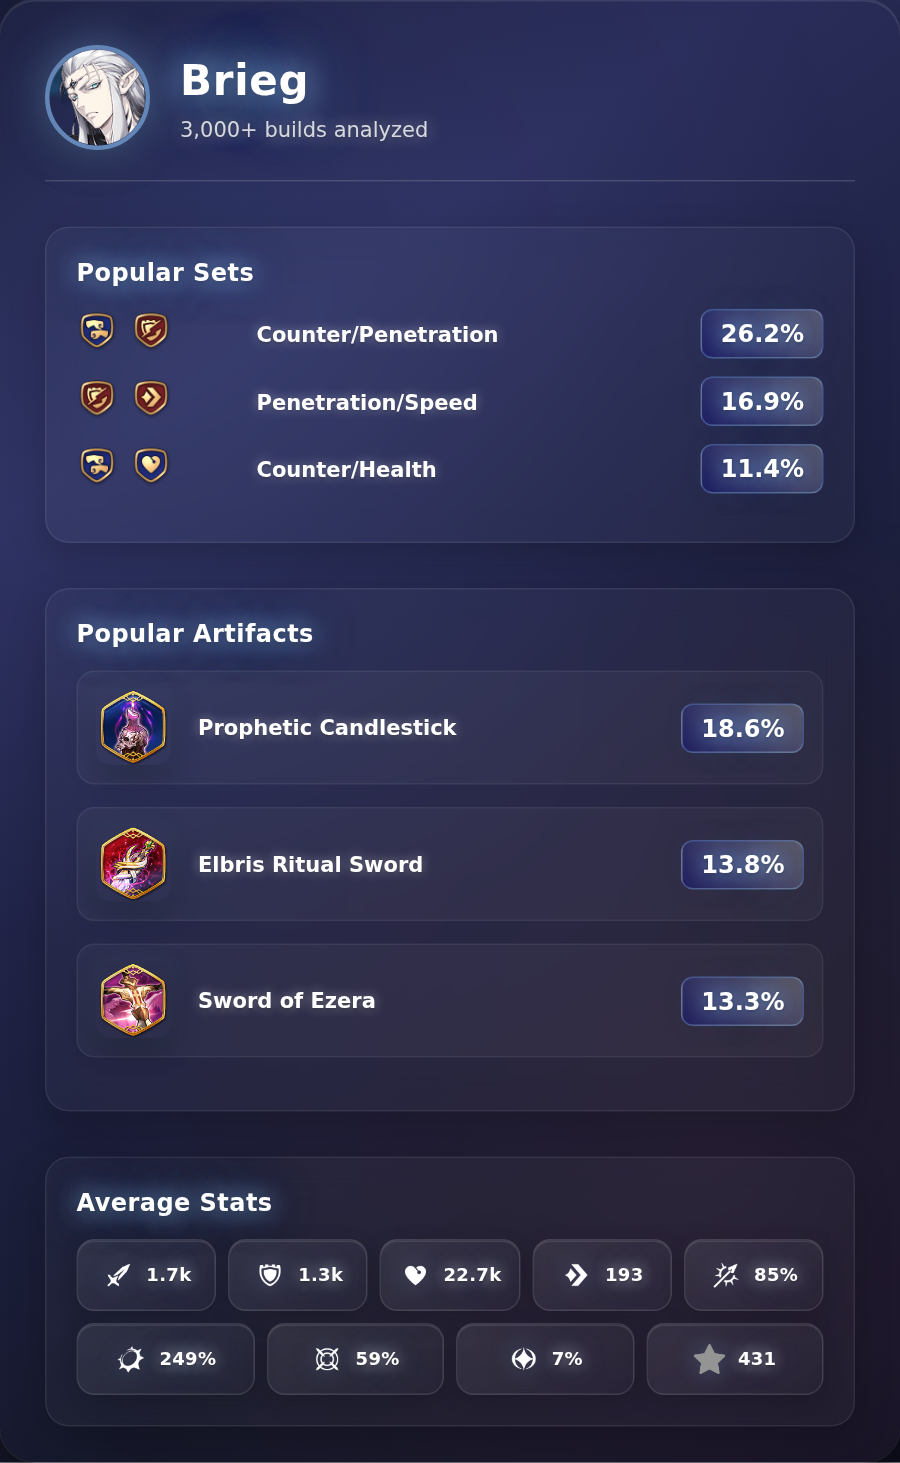 Brieg
3,000+ builds analyzed
Popular Sets
Counter/Penetration 26.2%
Penetration/Speed 16.9%
Counter/Health 11.4%
Popular Artifacts
Prophetic Candlestick 18.6%
Elbris Ritual Sword 13.8%
Sword of Ezera 13.3%
Average Stats
1.7k 1.3k 22.7k 193 85%
249% 59% 7% 431